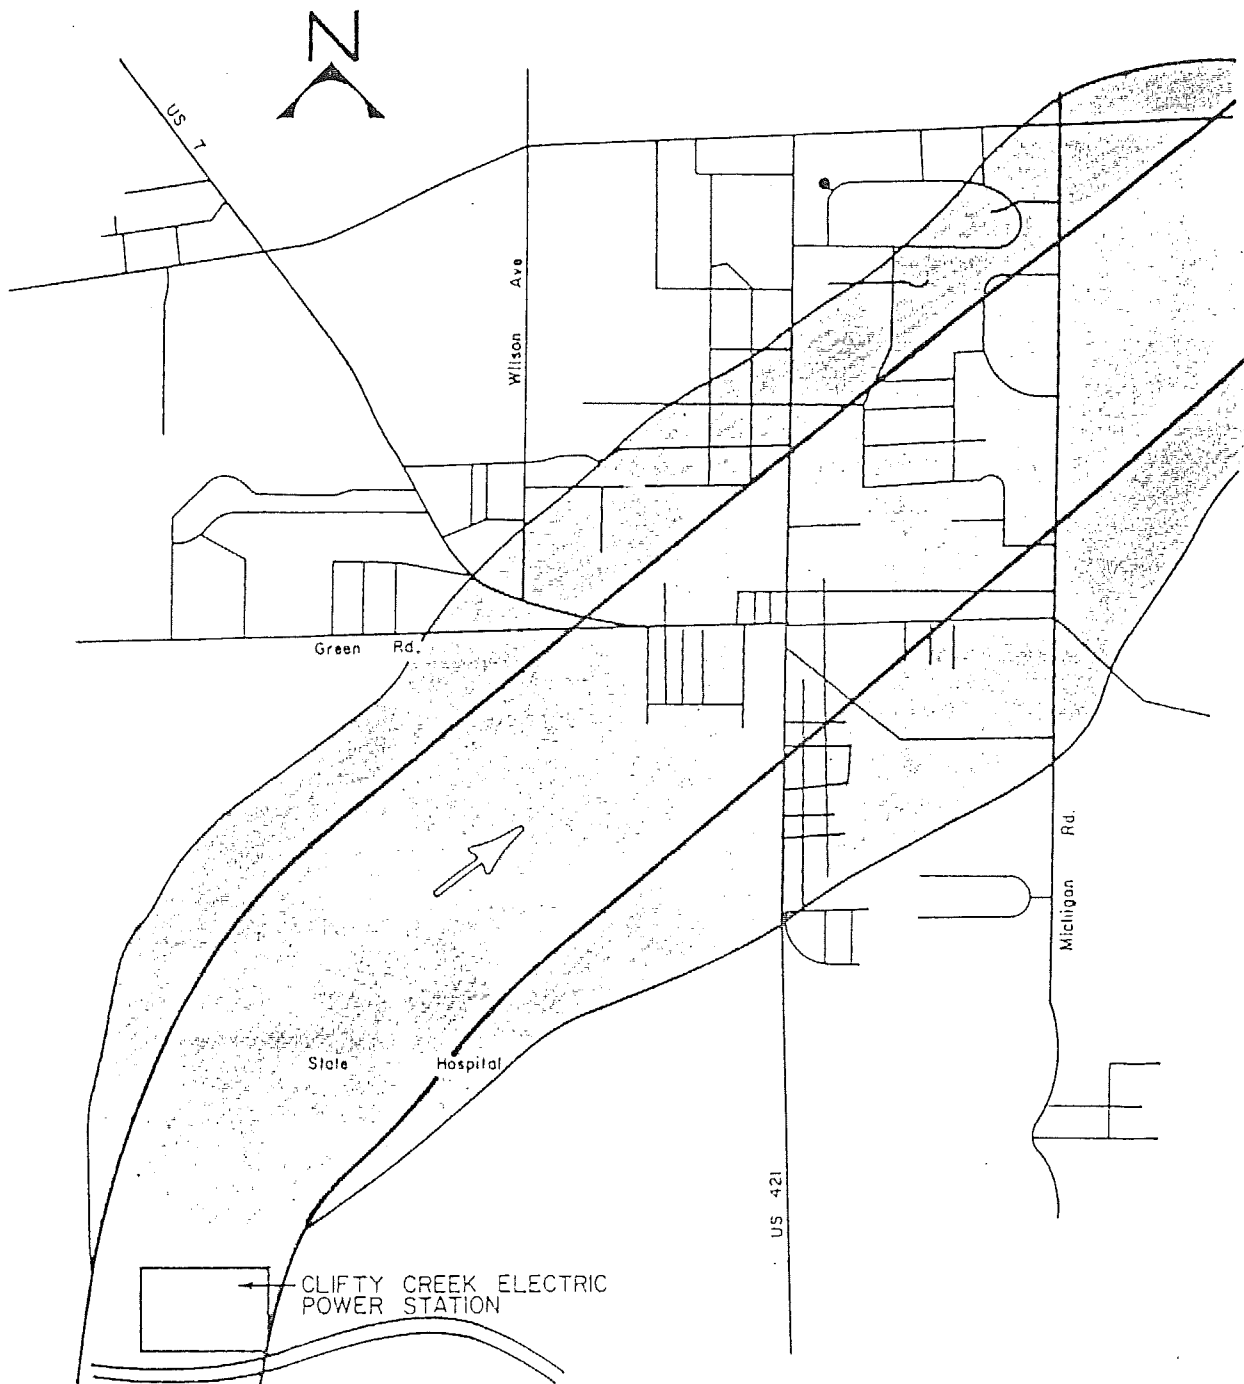 N
US 7
Wilson Ave
Green Rd.
Michigan Rd.
State Hospital
US 421
CLIFTY CREEK ELECTRIC
POWER STATION